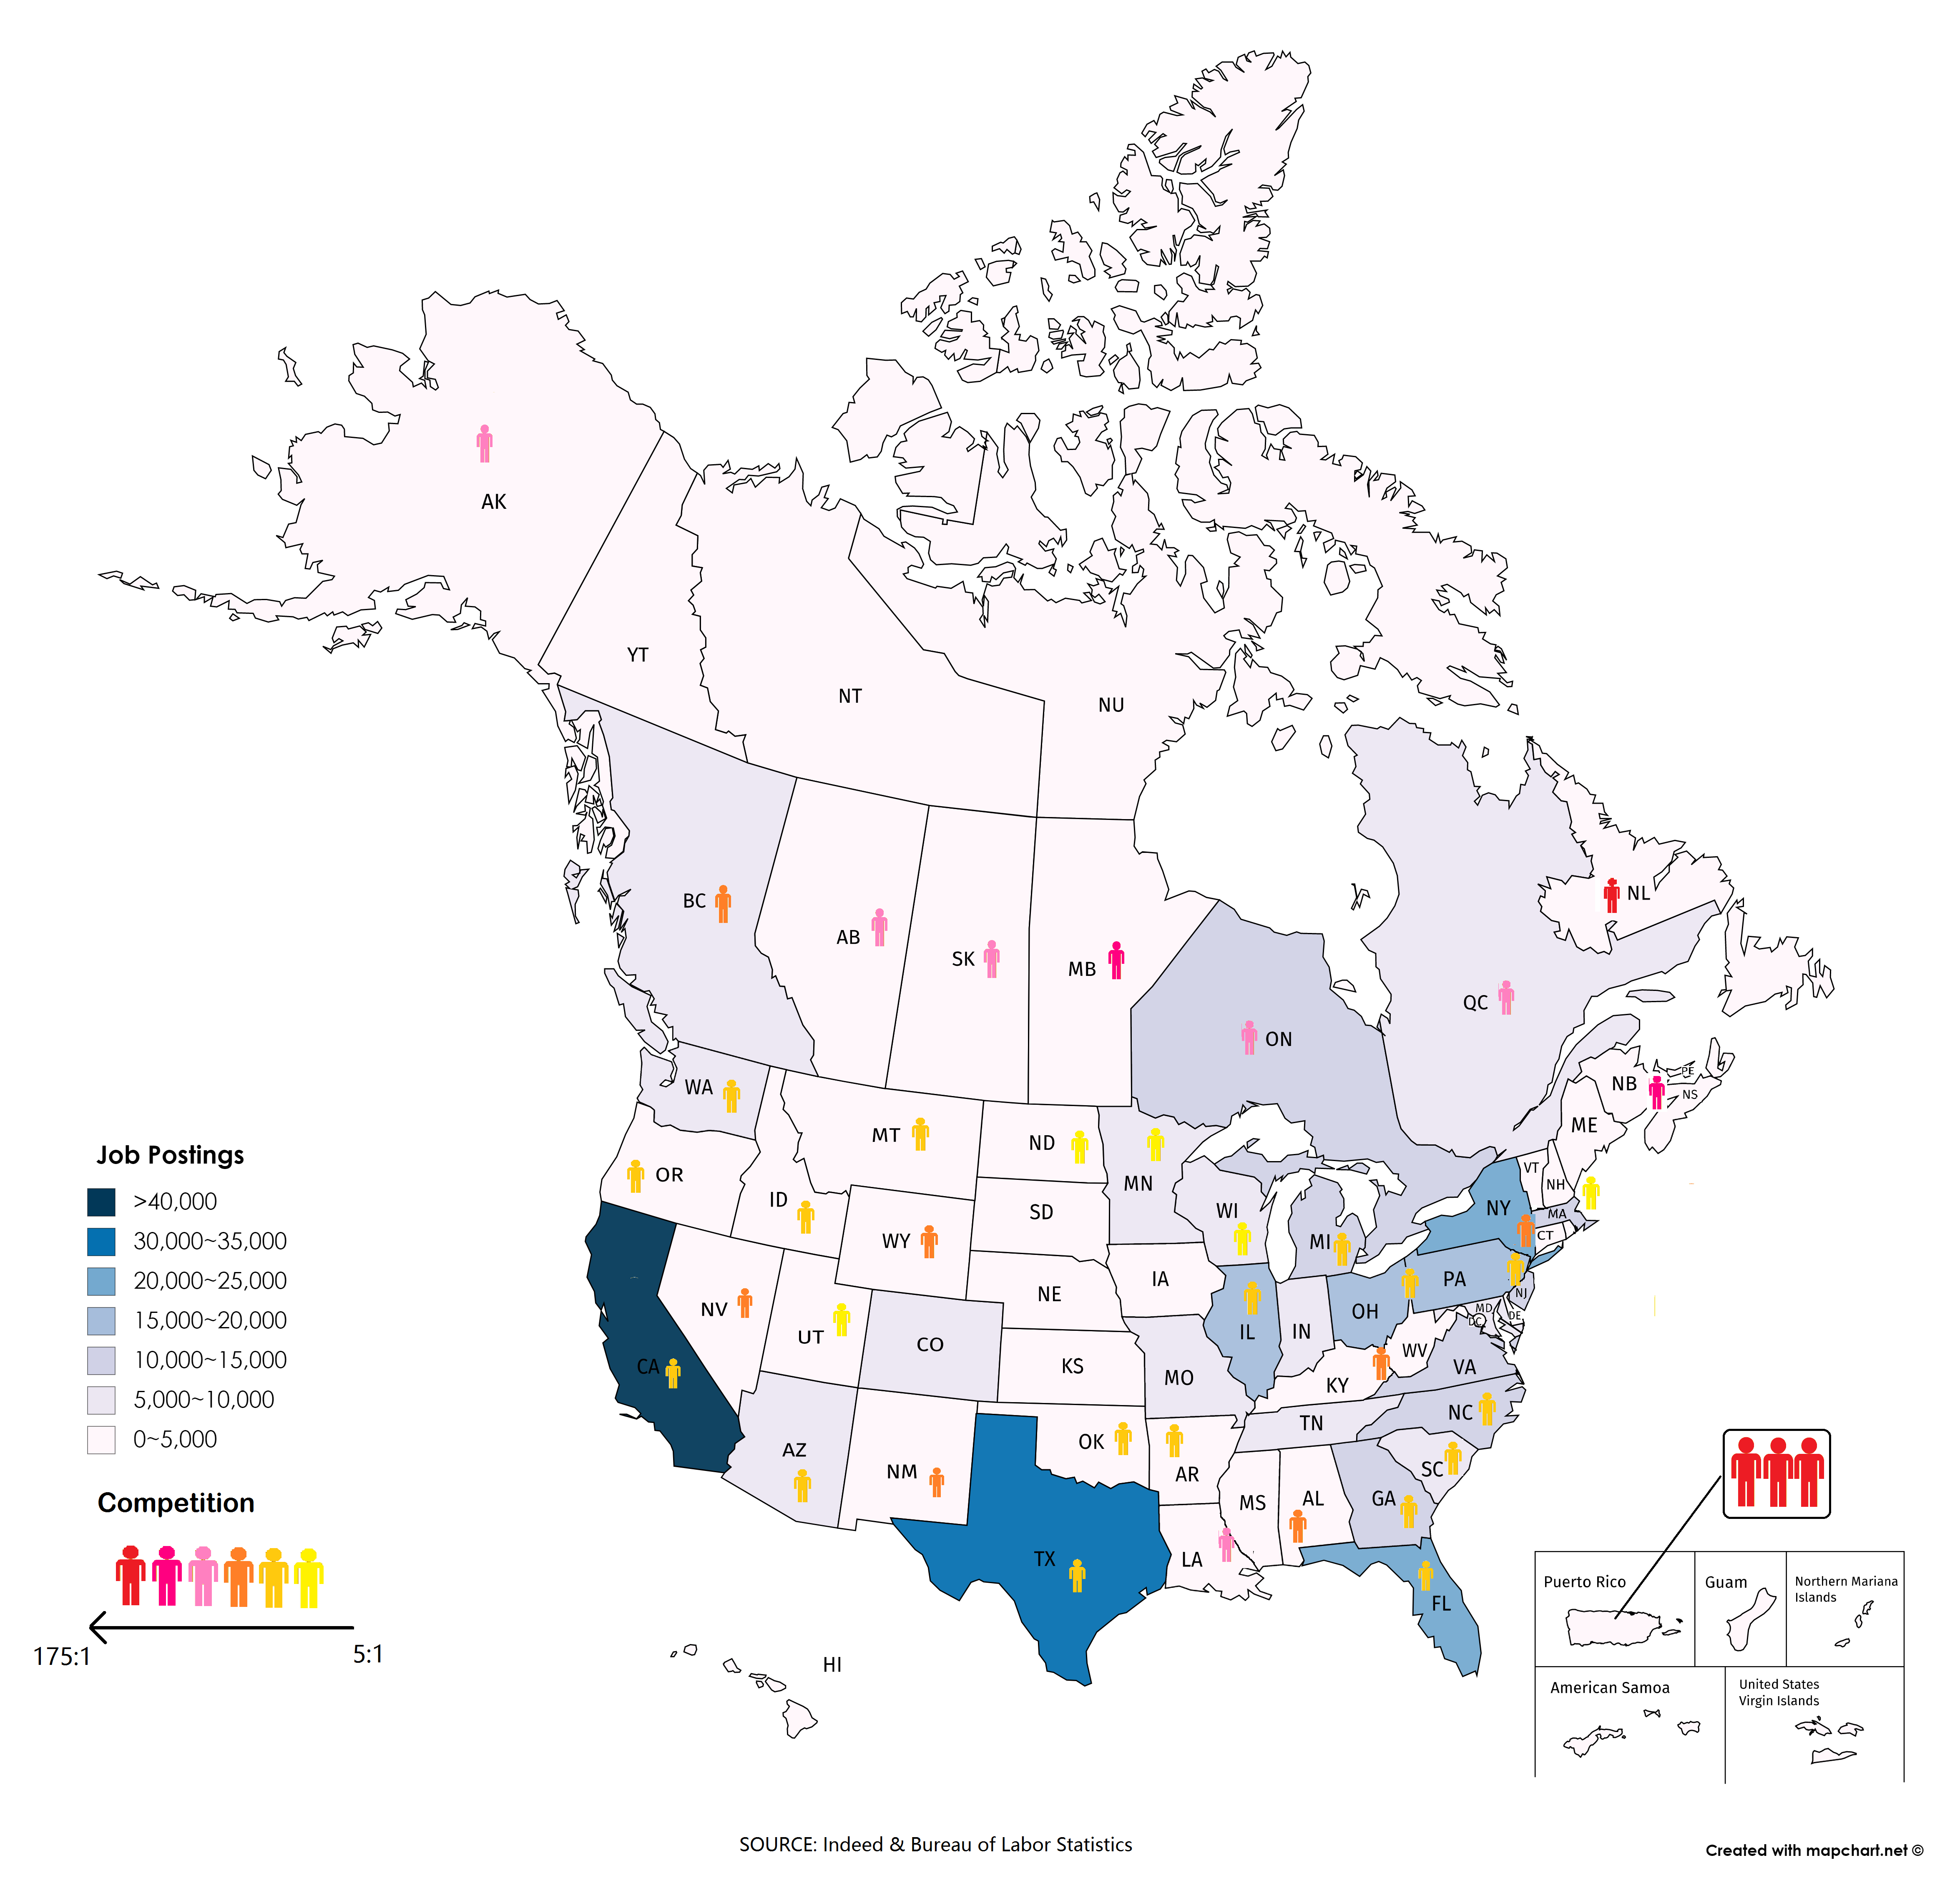 AK
YT
NT
NU
BC
AB
SK
MB
ON
QC
NL
NB
PE
NS
WA
OR
ID
MT
ND
MN
SD
WY
WI
MI
NY
VT
NH
ME
MA
CT
NV
UT
CO
NE
IA
IL
IN
OH
PA
NJ
MD
DE
DC
CA
KS
MO
KY
WV
VA
AZ
NM
OK
AR
TN
NC
SC
MS
AL
GA
TX
LA
FL
HI
Job Postings
>40,000
30,000~35,000
20,000~25,000
15,000~20,000
10,000~15,000
5,000~10,000
0~5,000
Competition
175:1
5:1
Puerto Rico
Guam
Northern Mariana
Islands
American Samoa
United States
Virgin Islands
SOURCE: Indeed & Bureau of Labor Statistics
Created with mapchart.net ©